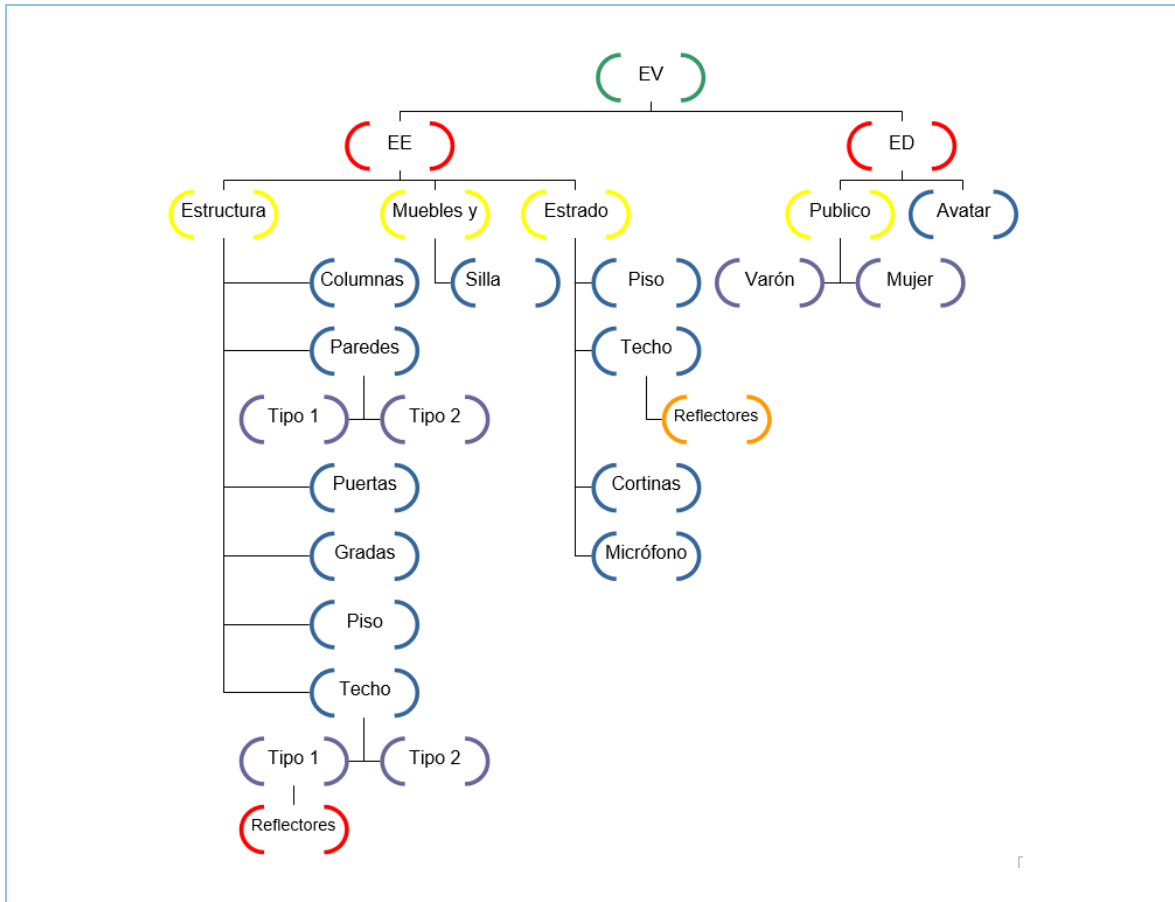 EV
EE
ED
Estructura
Muebles y
Estrado
Publico
Avatar
Columnas
Silla
Piso
Varón
Mujer
Paredes
Techo
Tipo 1
Tipo 2
Reflectores
Puertas
Cortinas
Gradas
Micrófono
Piso
Techo
Tipo 1
Tipo 2
Reflectores